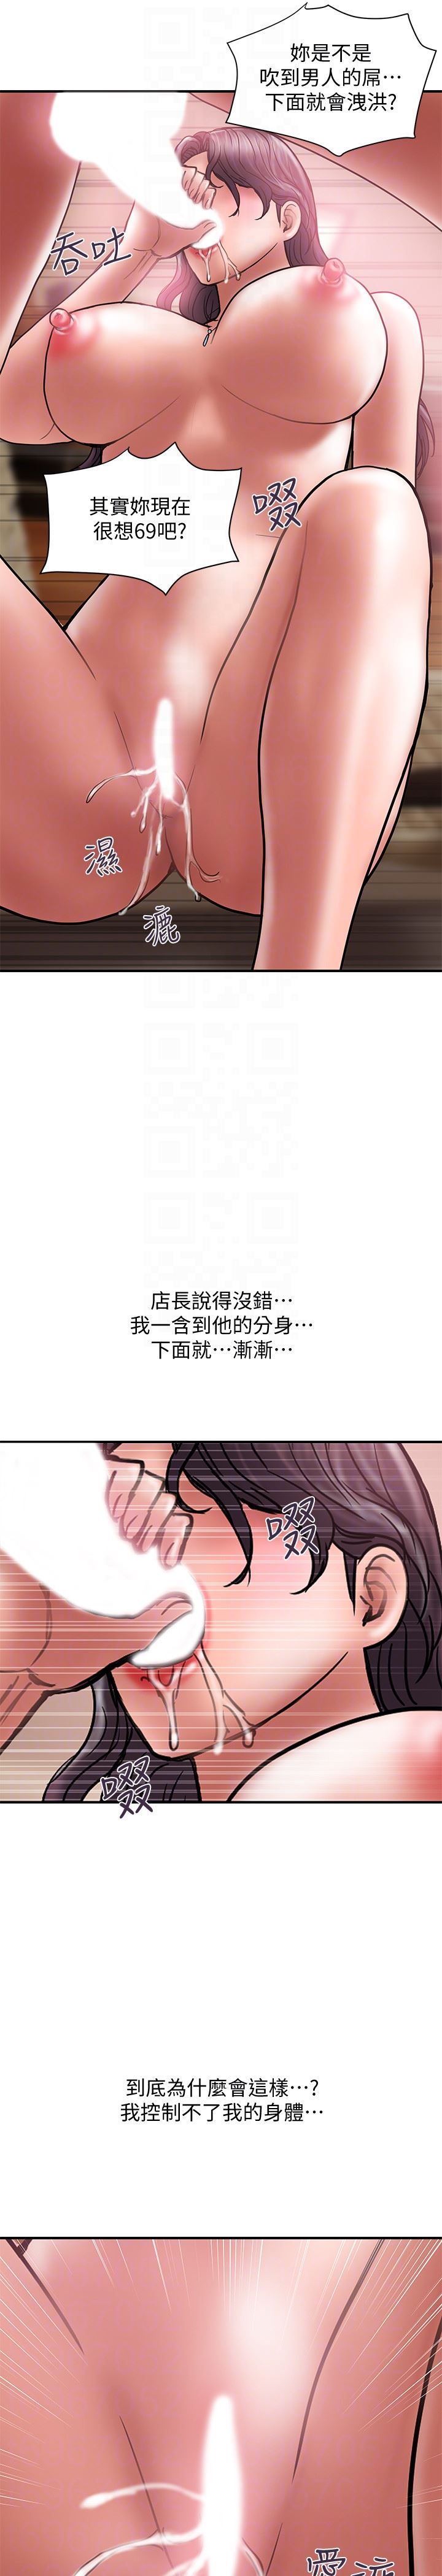 妳是不是
吹到男人的屌…
下面就會洩洪?
吞吐
其實妳現在
很想69吧?
啜
濕
漉
店長說得沒錯…
我一含到他的分身…
下面就…漸漸…
啜
啜
到底為什麼會這樣…?
我控制不了我的身體…
愛液